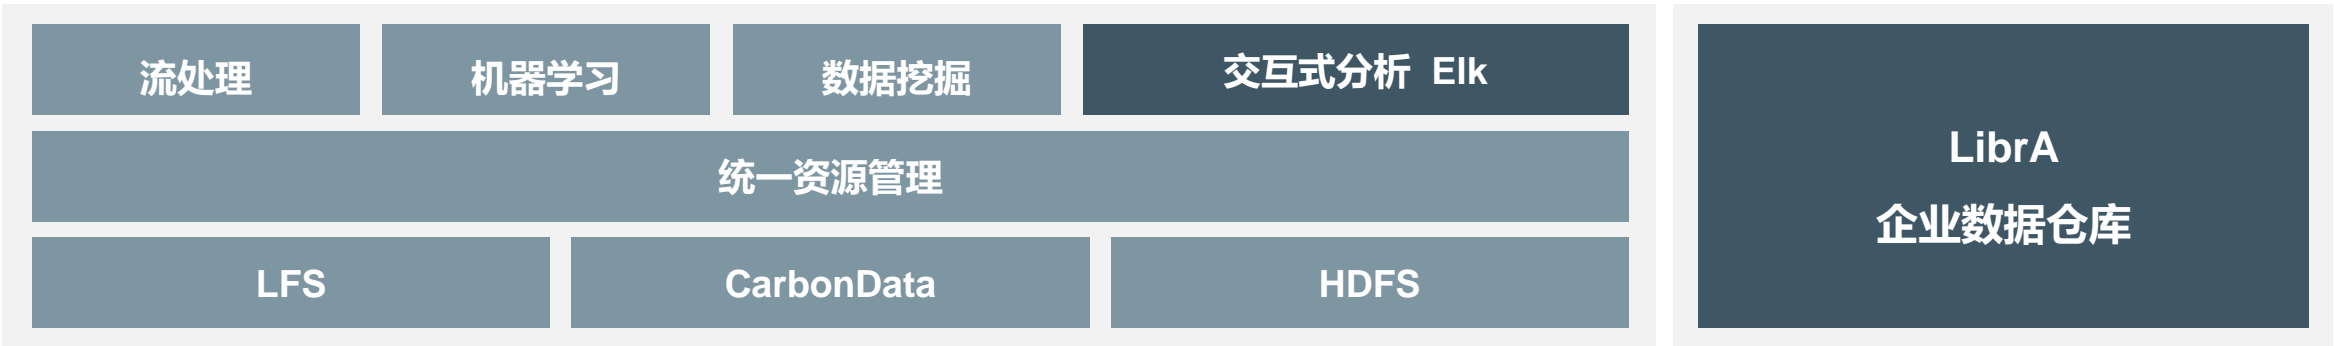 流处理
机器学习
数据挖掘
交互式分析 Elk
统一资源管理
LFS
CarbonData
HDFS
LibrA
企业数据仓库